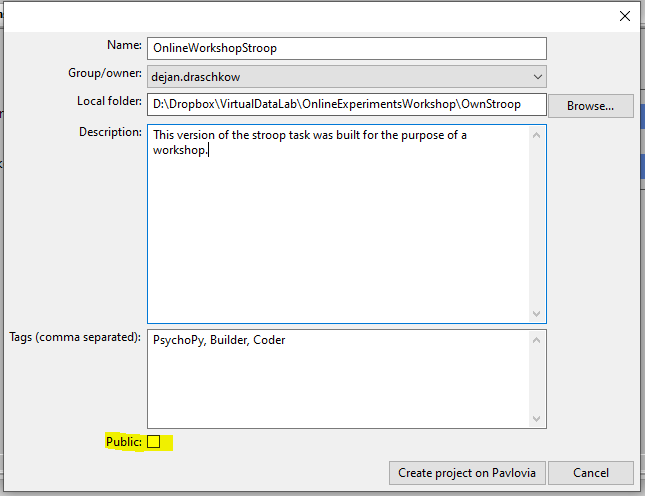 Name: OnlineWorkshopStroop
Group/owner: dejan.draschkow
Local folder: D:\Dropbox\VirtualDataLab\OnlineExperimentsWorkshop\OwnStroop Browse...
Description: This version of the stroop task was built for the purpose of a
workshop.
Tags (comma separated): PsychoPy, Builder, Coder
Public:
Create project on Pavlovia Cancel